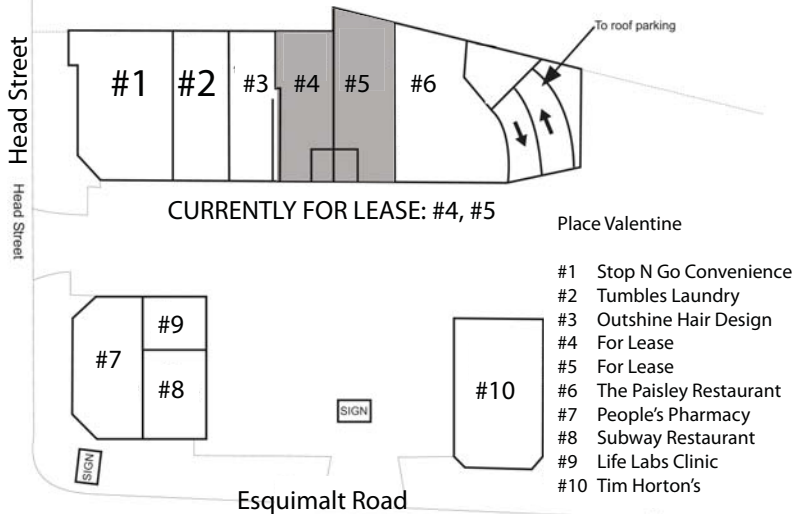 To roof parking
Head Street
Head Street
#1
#2
#3
#4
#5
#6
CURRENTLY FOR LEASE: #4, #5
Place Valentine
#1 Stop N Go Convenience
#2 Tumbles Laundry
#3 Outshine Hair Design
#4 For Lease
#5 For Lease
#6 The Paisley Restaurant
#7 People's Pharmacy
#8 Subway Restaurant
#9 Life Labs Clinic
#10 Tim Horton's
#7
#9
#8
#10
SIGN
SIGN
Esquimalt Road